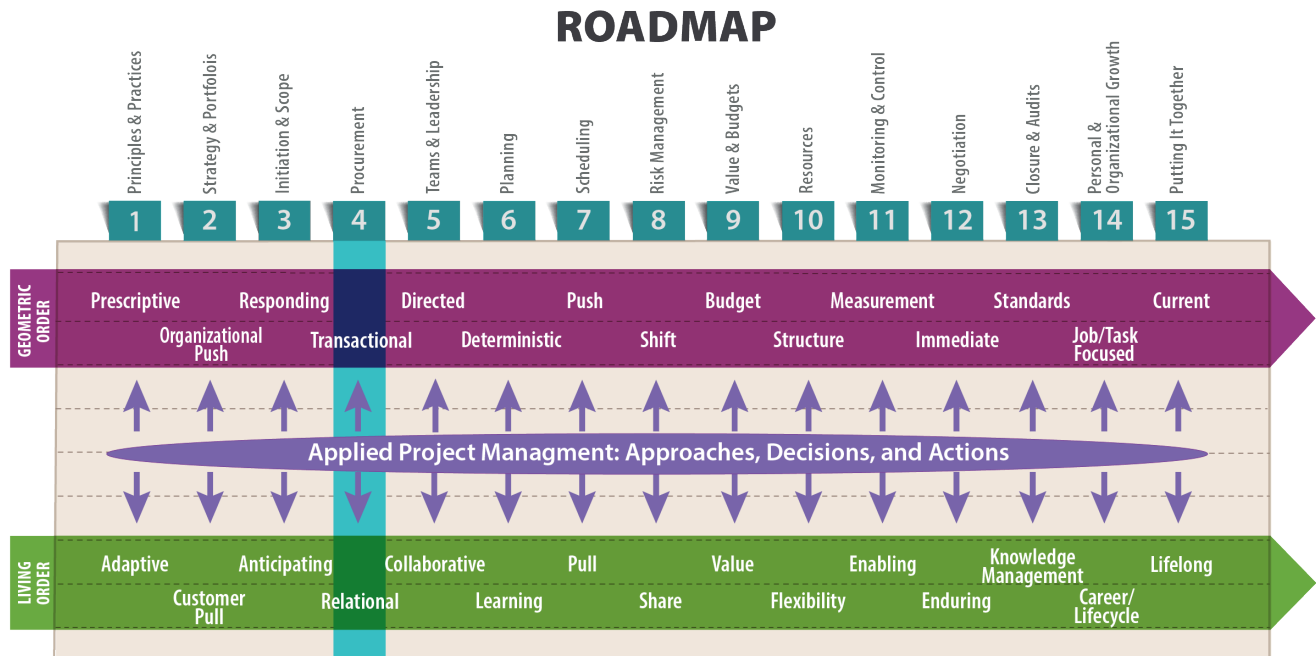 ROADMAP
Principles & Practices
Strategy & Portfolois
Initiation & Scope
Procurement
Teams & Leadership
Planning
Scheduling
Risk Management
Value & Budgets
Resources
Monitoring & Control
Negotiation
Closure & Audits
Personal &
Organizational Growth
Putting It Together
1 2 3 4 5 6 7 8 9 10 11 12 13 14 15
GEOMETRIC
ORDER
Prescriptive Responding Directed Push Budget Measurement Standards Current
Organizational
Push
Transactional Deterministic Shift Structure Immediate
Job/Task
Focused
Applied Project Managment: Approaches, Decisions, and Actions
LIVING
ORDER
Adaptive Anticipating Collaborative Pull Value Enabling
Knowledge
Management
Lifelong
Customer
Pull
Relational Learning Share Flexibility Enduring
Career/
Lifecycle